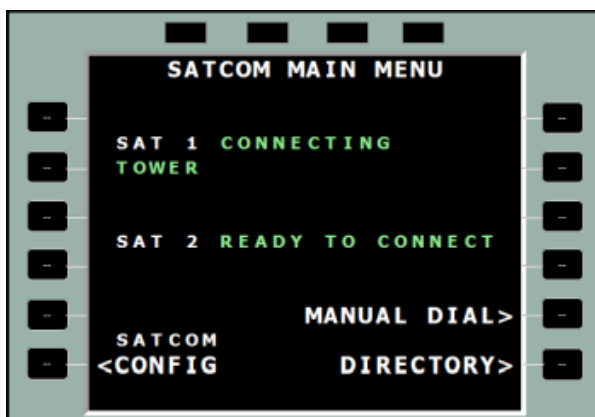 SATCOM MAIN MENU
SAT 1 CONNECTING
TOWER
SAT 2 READY TO CONNECT
MANUAL DIAL>
SATCOM
<CONFIG DIRECTORY>